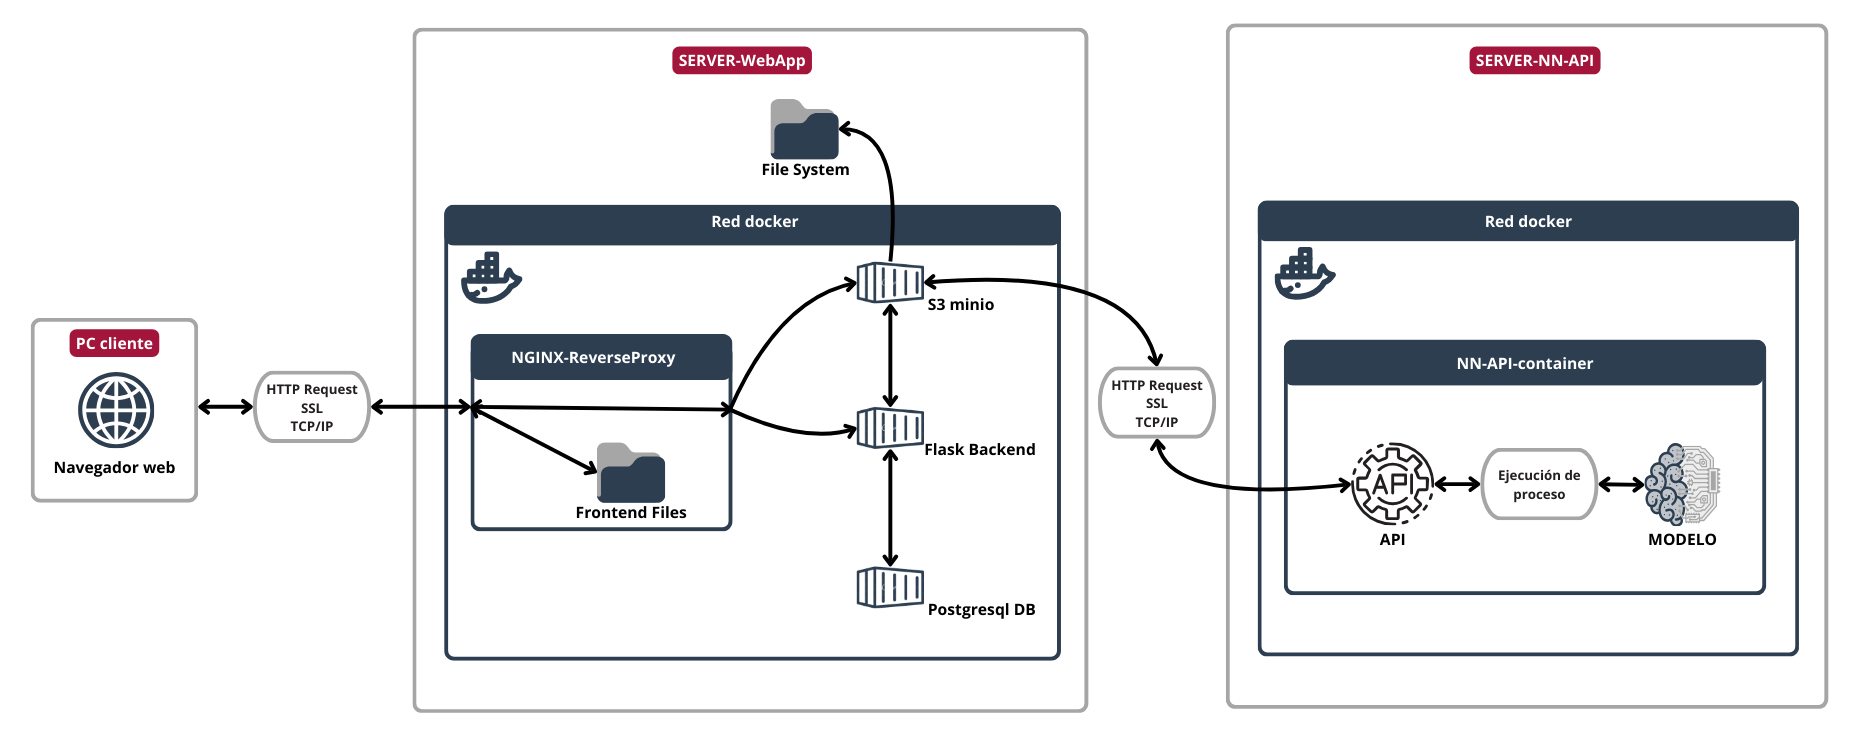 SERVER-WebApp
SERVER-NN-API
File System
Red docker
Red docker
S3 minio
PC cliente
NGINX-ReverseProxy
NN-API-container
HTTP Request
SSL
TCP/IP
HTTP Request
SSL
TCP/IP
Navegador web
Flask Backend
Frontend Files
API
Ejecución de
proceso
API
MODELO
Postgresql DB